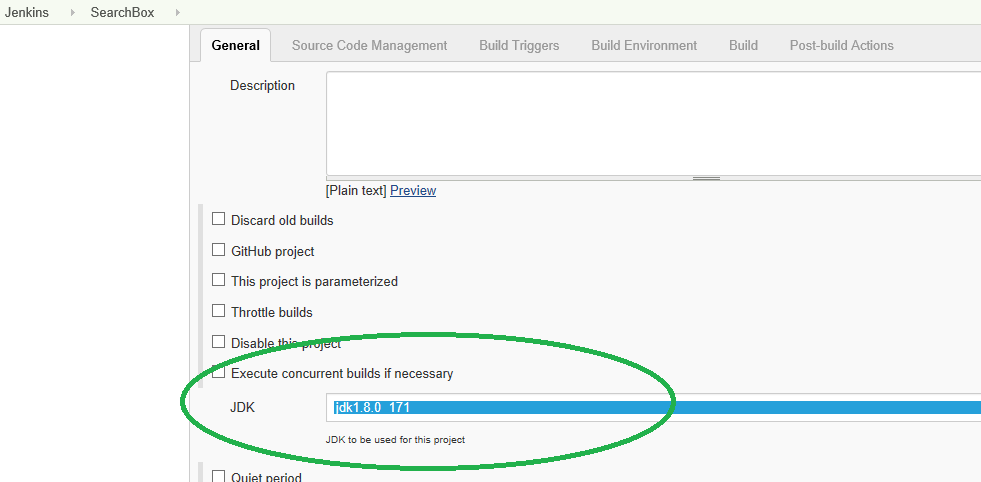 Jenkins SearchBox
General Source Code Management Build Triggers Build Environment Build Post-build Actions
Description
[Plain text] Preview
Discard old builds
GitHub project
This project is parameterized
Throttle builds
Disable this project
Execute concurrent builds if necessary
JDK jdk1.8.0_171
JDK to be used for this project
Quiet period